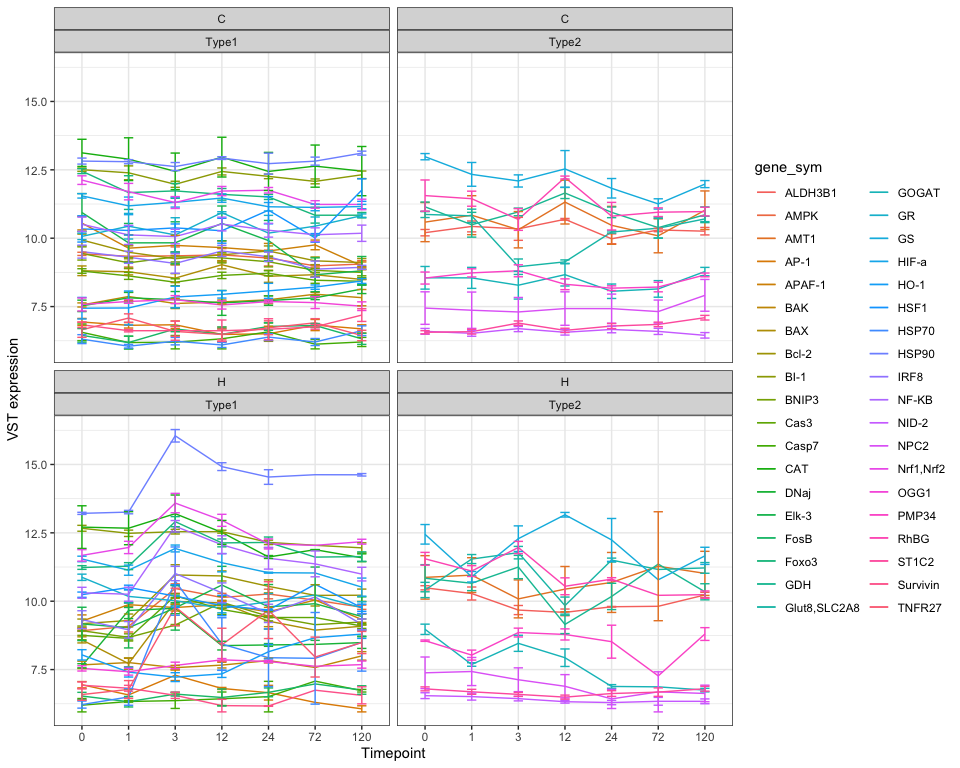 C
C
Type1
Type2
15.0
12.5
10.0
7.5
H
H
Type1
Type2
15.0
12.5
10.0
7.5
0 1 3 12 24 72 120
0 1 3 12 24 72 120
Timepoint
VST expression
gene_sym
ALDH3B1
AMPK
AMT1
AP-1
APAF-1
BAK
BAX
Bcl-2
BI-1
BNIP3
Cas3
Casp7
CAT
DNaj
Elk-3
FosB
Foxo3
GDH
Glut8,SLC2A8
GOGAT
GR
GS
HIF-a
HO-1
HSF1
HSP70
HSP90
IRF8
NF-KB
NID-2
NPC2
Nrf1,Nrf2
OGG1
PMP34
RhBG
ST1C2
Survivin
TNFR27